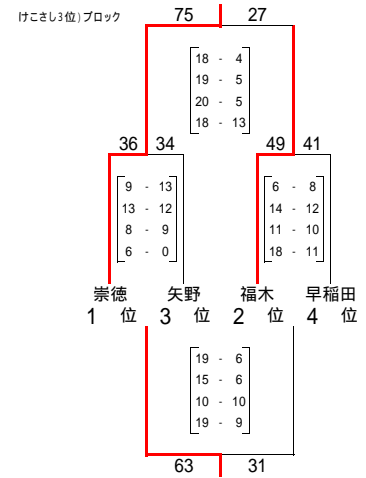 けこさし3位)ブロック
75 27
18 - 4
19 - 5
20 - 5
18 - 13
36 34 49 41
9 - 13 6 - 8
13 - 12 14 - 12
8 - 9 11 - 10
6 - 0 18 - 11
崇徳 矢野 福木 早稲田
1 位 3 位 2 位 4 位
19 - 6
15 - 6
10 - 10
19 - 9
63 31